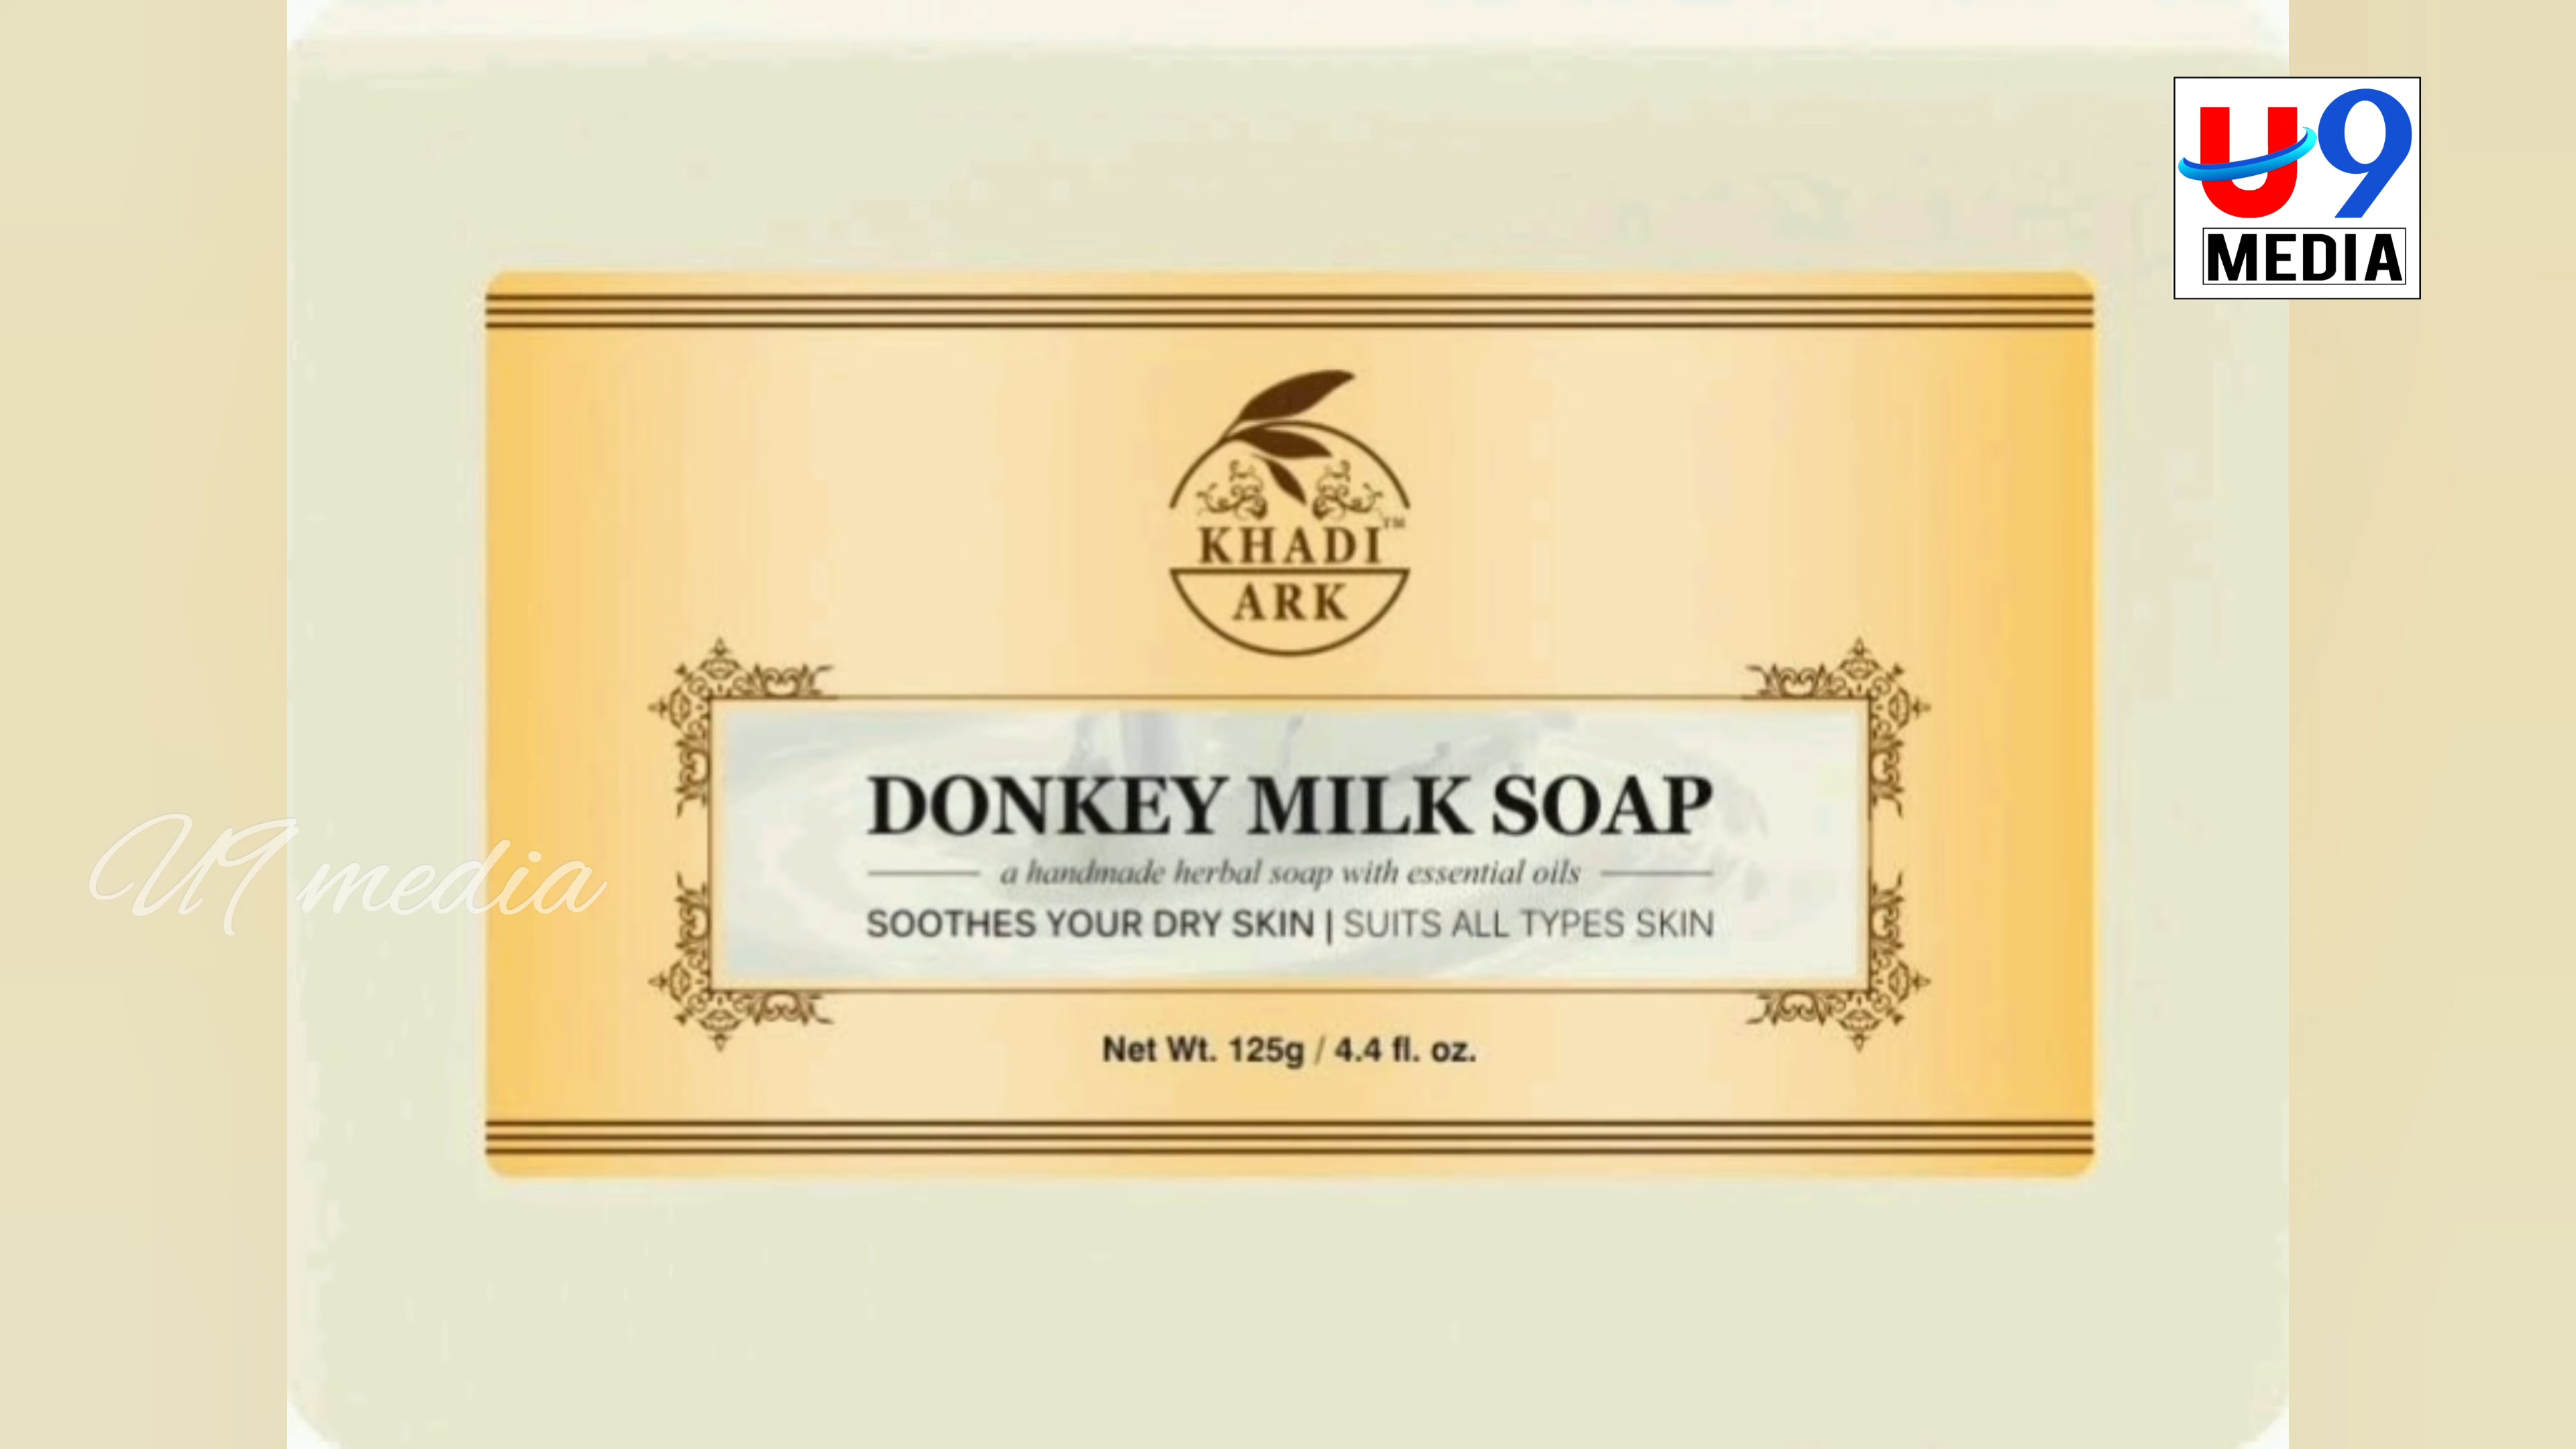 U9
MEDIA
KHADI™
ARK
DONKEY MILK SOAP
a handmade herbal soap with essential oils
SOOTHES YOUR DRY SKIN | SUITS ALL TYPES SKIN
U9 media
Net Wt. 125g / 4.4 fl. oz.